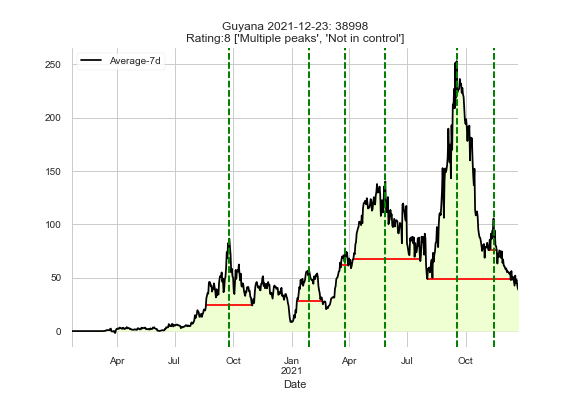 Guyana 2021-12-23: 38998
Rating:8 ['Multiple peaks', 'Not in control']
Average-7d
250
200
150
100
50
0
Apr Jul Oct Jan Apr Jul Oct
2021
Date